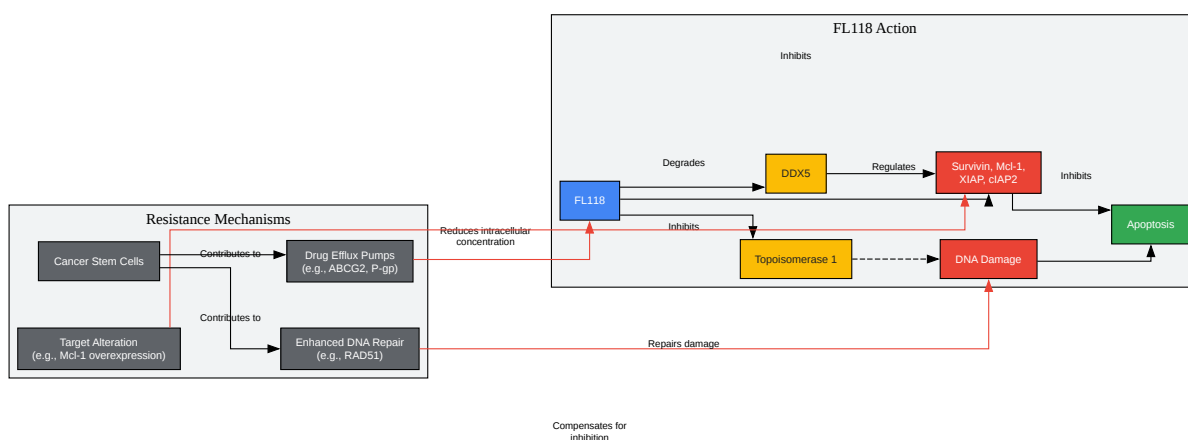 FL118 Action
Inhibits
Degrades
DDX5
Regulates
Survivin, Mcl-1,
XIAP, cIAP2
Inhibits
FL118
Inhibits
Apoptosis
Topoisomerase 1
DNA Damage
Resistance Mechanisms
Reduces intracellular
concentration
Cancer Stem Cells
Contributes to
Drug Efflux Pumps
(e.g., ABCG2, P-gp)
Contributes to
Target Alteration
(e.g., Mcl-1 overexpression)
Enhanced DNA Repair
(e.g., RAD51)
Repairs damage
Compensates for
inhibition